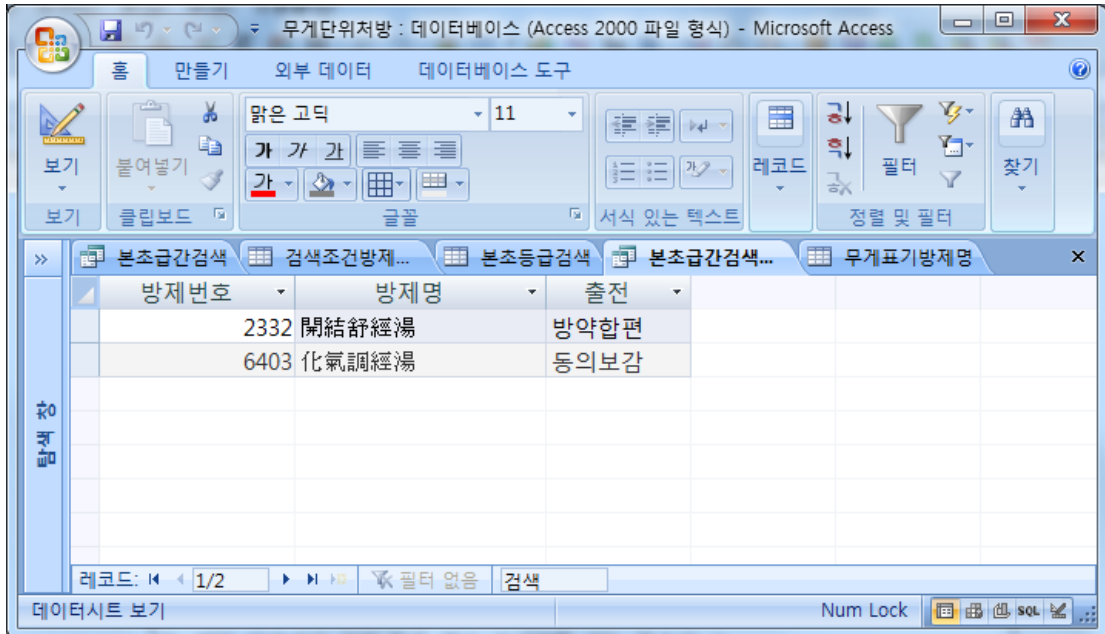 무게단위처방 : 데이터베이스 (Access 2000 파일 형식) - Microsoft Access
홈 만들기 외부 데이터 데이터베이스 도구
맑은 고딕 11
가 가 가
가
가
보기 붙여넣기 레코드 필터 찾기
보기 클립보드 글꼴 서식 있는 텍스트 정렬 및 필터
본초급간검색 검색조건방제... 본초등급검색 본초급간검색... 무게표기방제명
방제번호 방제명 출전
2332 開結舒經湯 방약합편
6403 化氣調經湯 동의보감
탐색 창
레코드: 1/2 필터 없음 검색
데이터시트 보기 Num Lock SQL